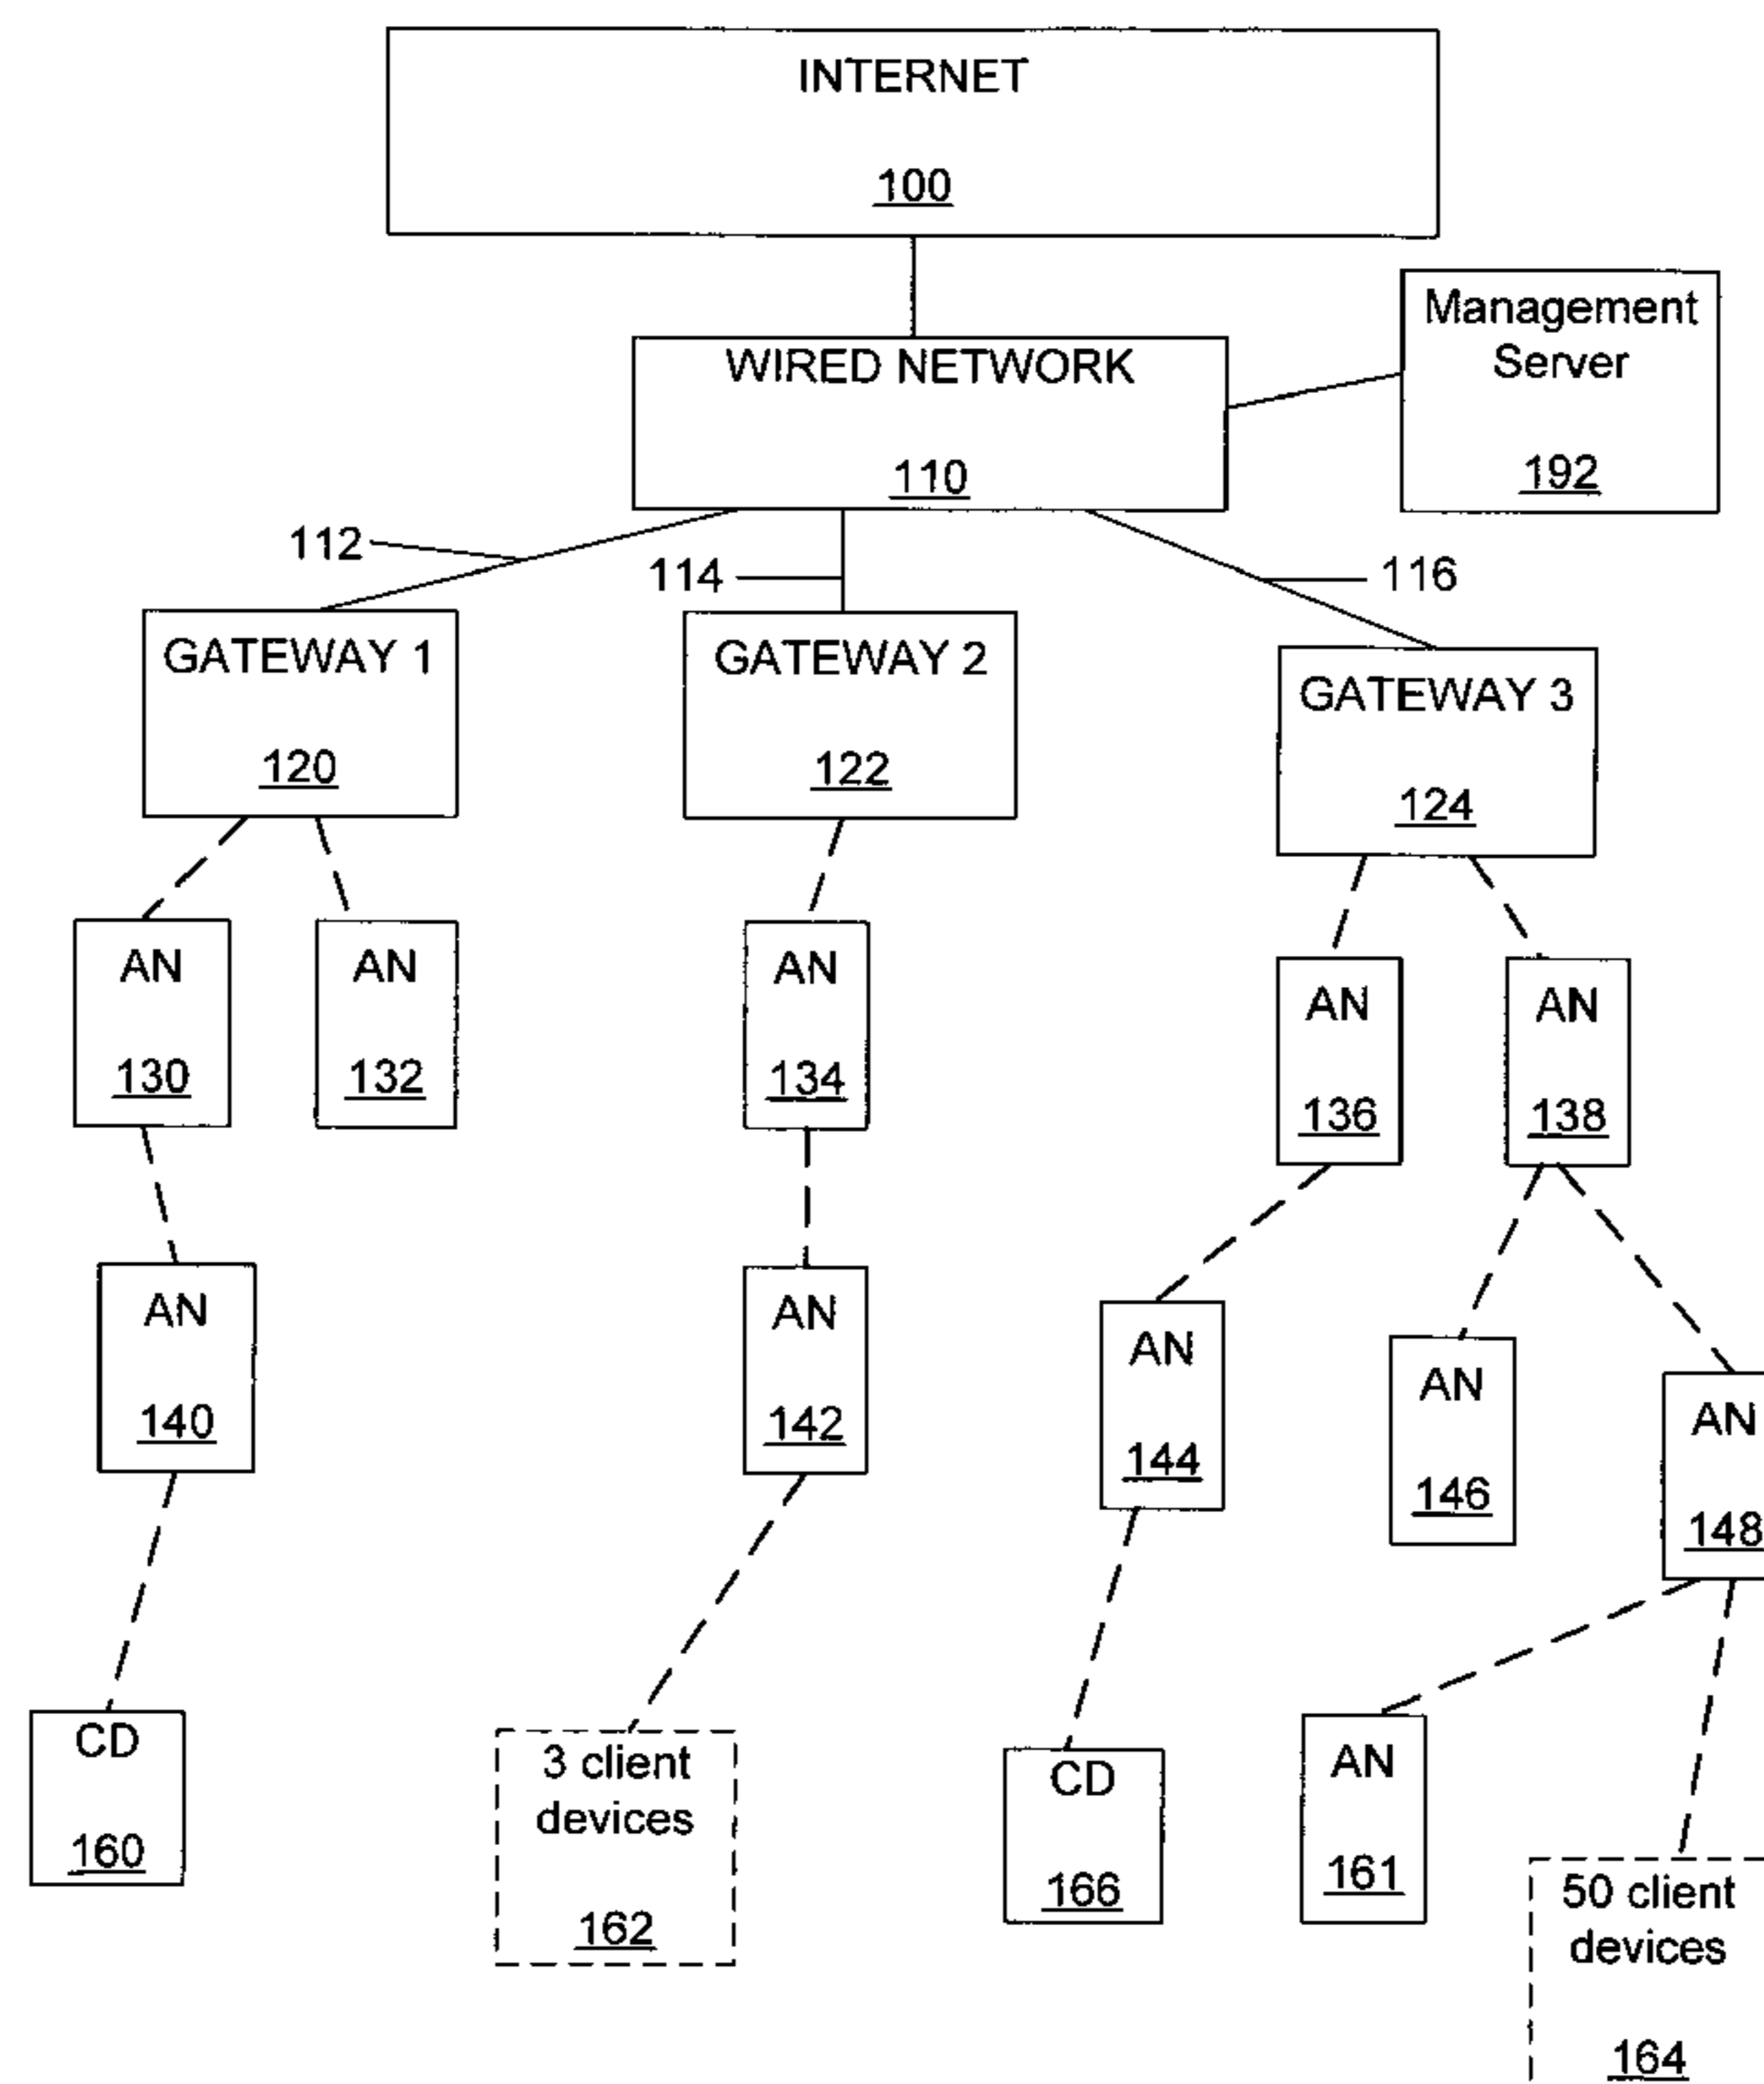 INTERNET
100
Management
Server
192
WIRED NETWORK
110
112
114
116
GATEWAY 1
120
GATEWAY 2
122
GATEWAY 3
124
AN
130
AN
132
AN
134
AN
136
AN
138
AN
140
AN
142
AN
144
AN
146
AN
148
CD
160
3 client
devices
162
CD
166
AN
161
50 client
devices
164